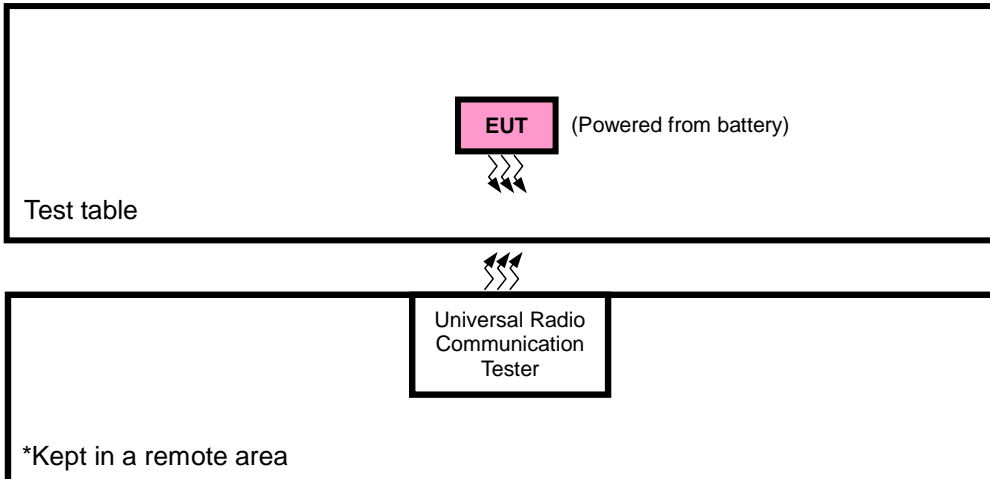 EUT
(Powered from battery)
Test table
Universal Radio
Communication
Tester
*Kept in a remote area